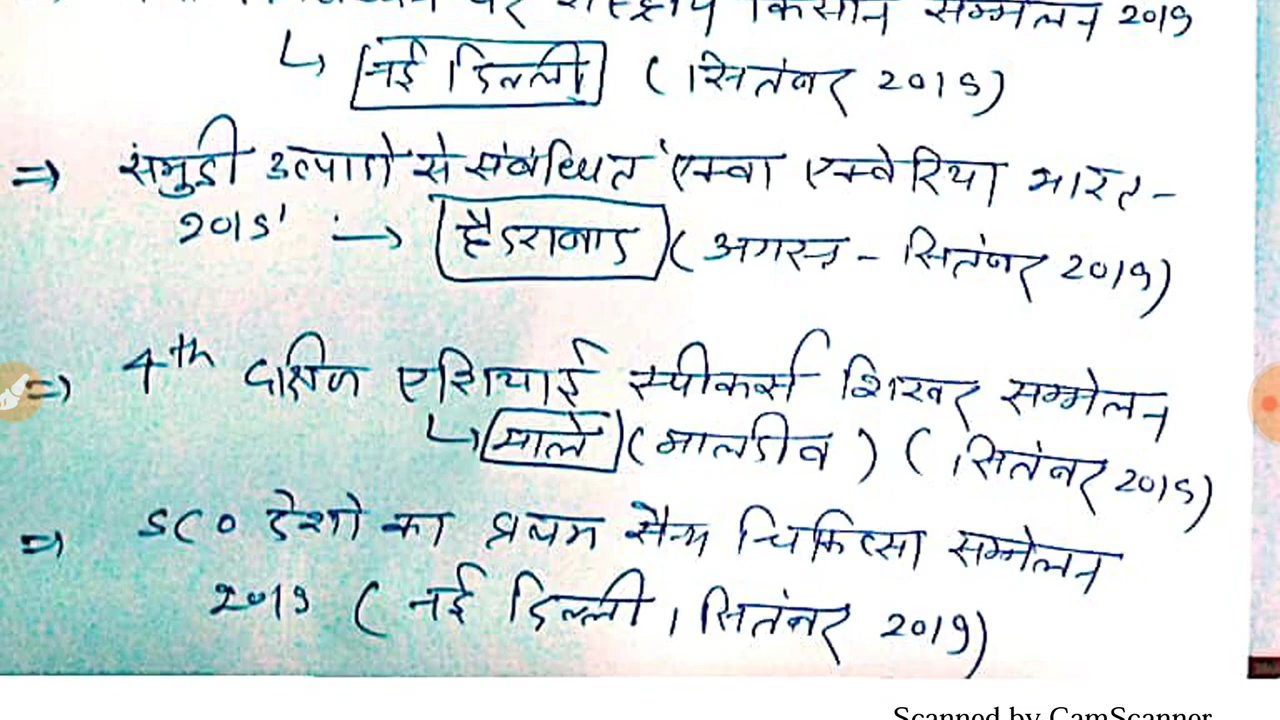 पर राष्ट्रीय किसान सम्मेलन 2019
↳ नई दिल्ली (सितंबर 2019)
⇒ संमुद्री उत्पादो से संबंधित 'एक्वा एक्वेरिया भारत-
2019' :→ हैदराबाद (अगस्त - सितंबर 2019)
⇒ 4th दक्षिण एशियाई स्पीकर्स शिखर सम्मेलन
↳ माले (मालदीव) (सितंबर 2019)
⇒ SCO देशो का प्रथम सैन्य चिकित्सा सम्मेलन
2019 (नई दिल्ली, सितंबर 2019)
Scanned by CamScanner